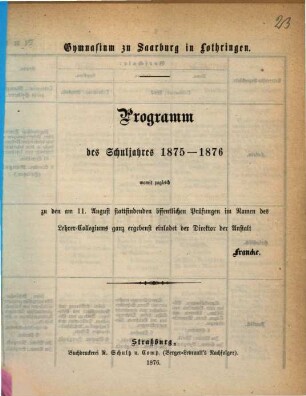 23
Gymnasium zu Saarburg in Lothringen.
Programm
des Schuljahres 1875—1876
womit zugleich
zu den am 11. August stattfindenden öffentlichen Prüfungen im Namen des
Lehrer-Collegiums ganz ergebenst einladet der Direktor der Anstalt
Francke.
Straßburg,
Buchdruckerei R. Schultz u. Comp. (Berger-Levrault's Nachfolger).
1876.